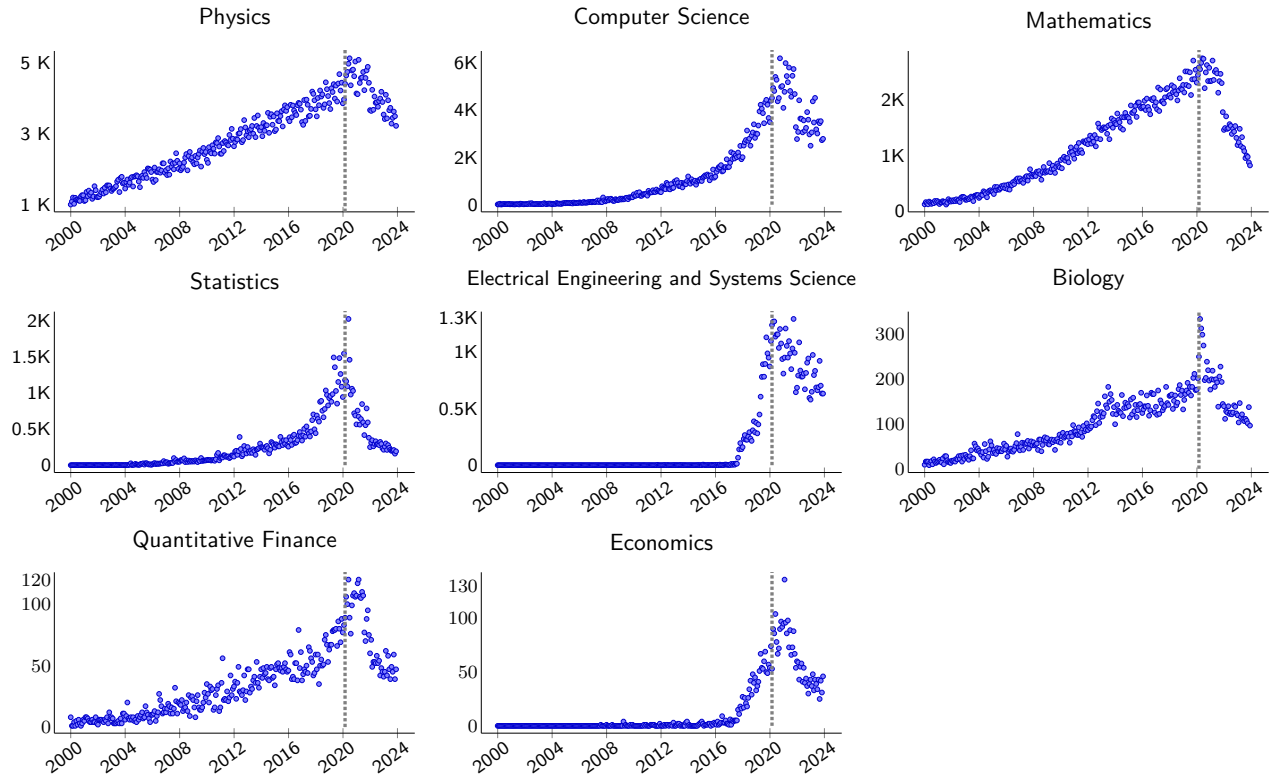 Physics
5 K
3 K
1 K
2000 2004 2008 2012 2016 2020 2024
Computer Science
6K
4K
2K
0
2000 2004 2008 2012 2016 2020 2024
Mathematics
2K
1K
0
2000 2004 2008 2012 2016 2020 2024
Statistics
2K
1.5K
1K
0.5K
0
2000 2004 2008 2012 2016 2020 2024
Electrical Engineering and Systems Science
1.3K
1K
0.5K
0
2000 2004 2008 2012 2016 2020 2024
Biology
300
200
100
0
2000 2004 2008 2012 2016 2020 2024
Quantitative Finance
120
100
50
0
2000 2004 2008 2012 2016 2020 2024
Economics
130
100
50
0
2000 2004 2008 2012 2016 2020 2024